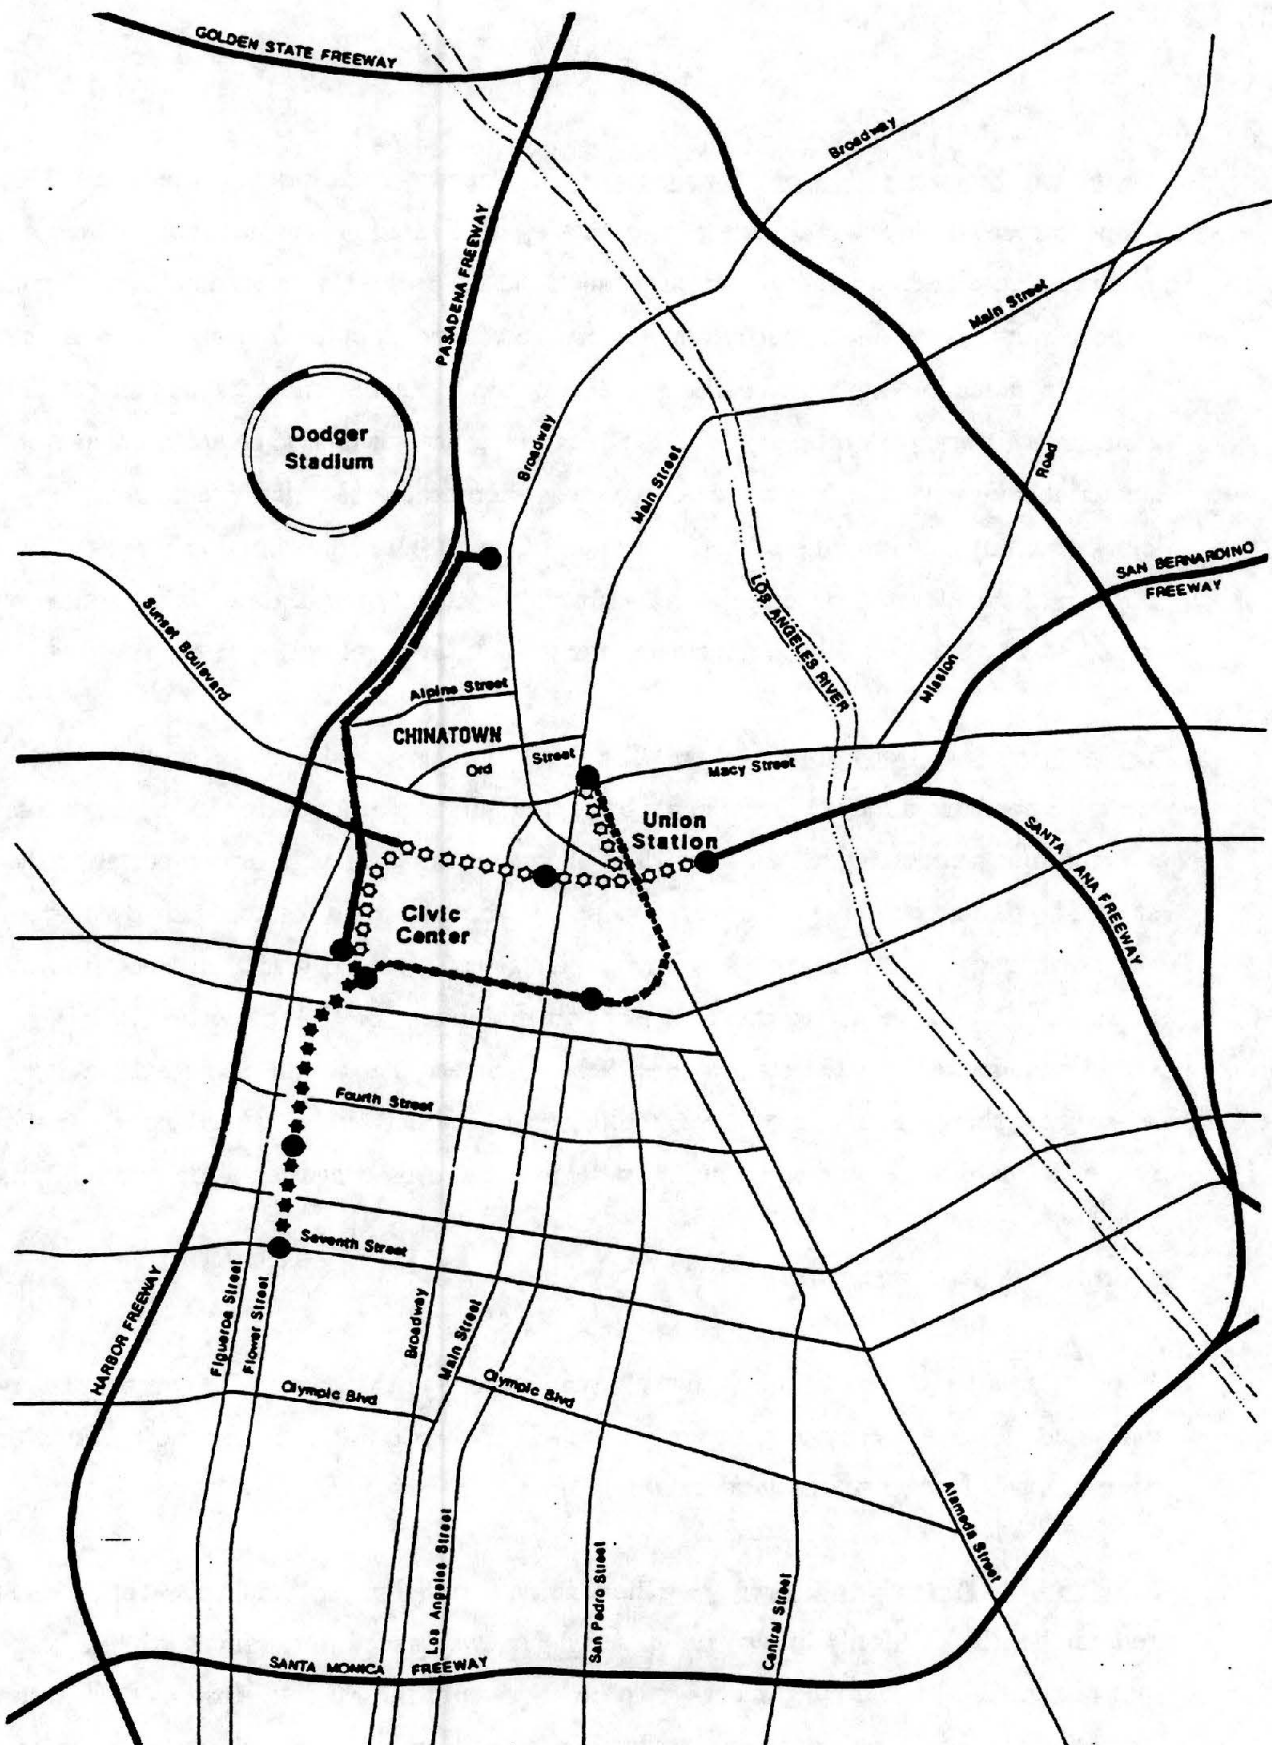 GOLDEN STATE FREEWAY
Broadway
PASADENA FREEWAY
Main Street
Dodger
Stadium
Broadway
Main Street
Road
SAN BERNARDINO
FREEWAY
Sunset Boulevard
LOS ANGELES RIVER
Mission
Alpine Street
CHINATOWN
Ord
Street
Macy Street
Union
Station
SANTA ANA FREEWAY
Civic
Center
Fourth Street
Seventh Street
HARBOR FREEWAY
Figueroa Street
Flower Street
Broadway
Main Street
Olympic Blvd
Olympic Blvd
Los Angeles Street
San Pedro Street
Central Street
Alameda Street
SANTA MONICA FREEWAY